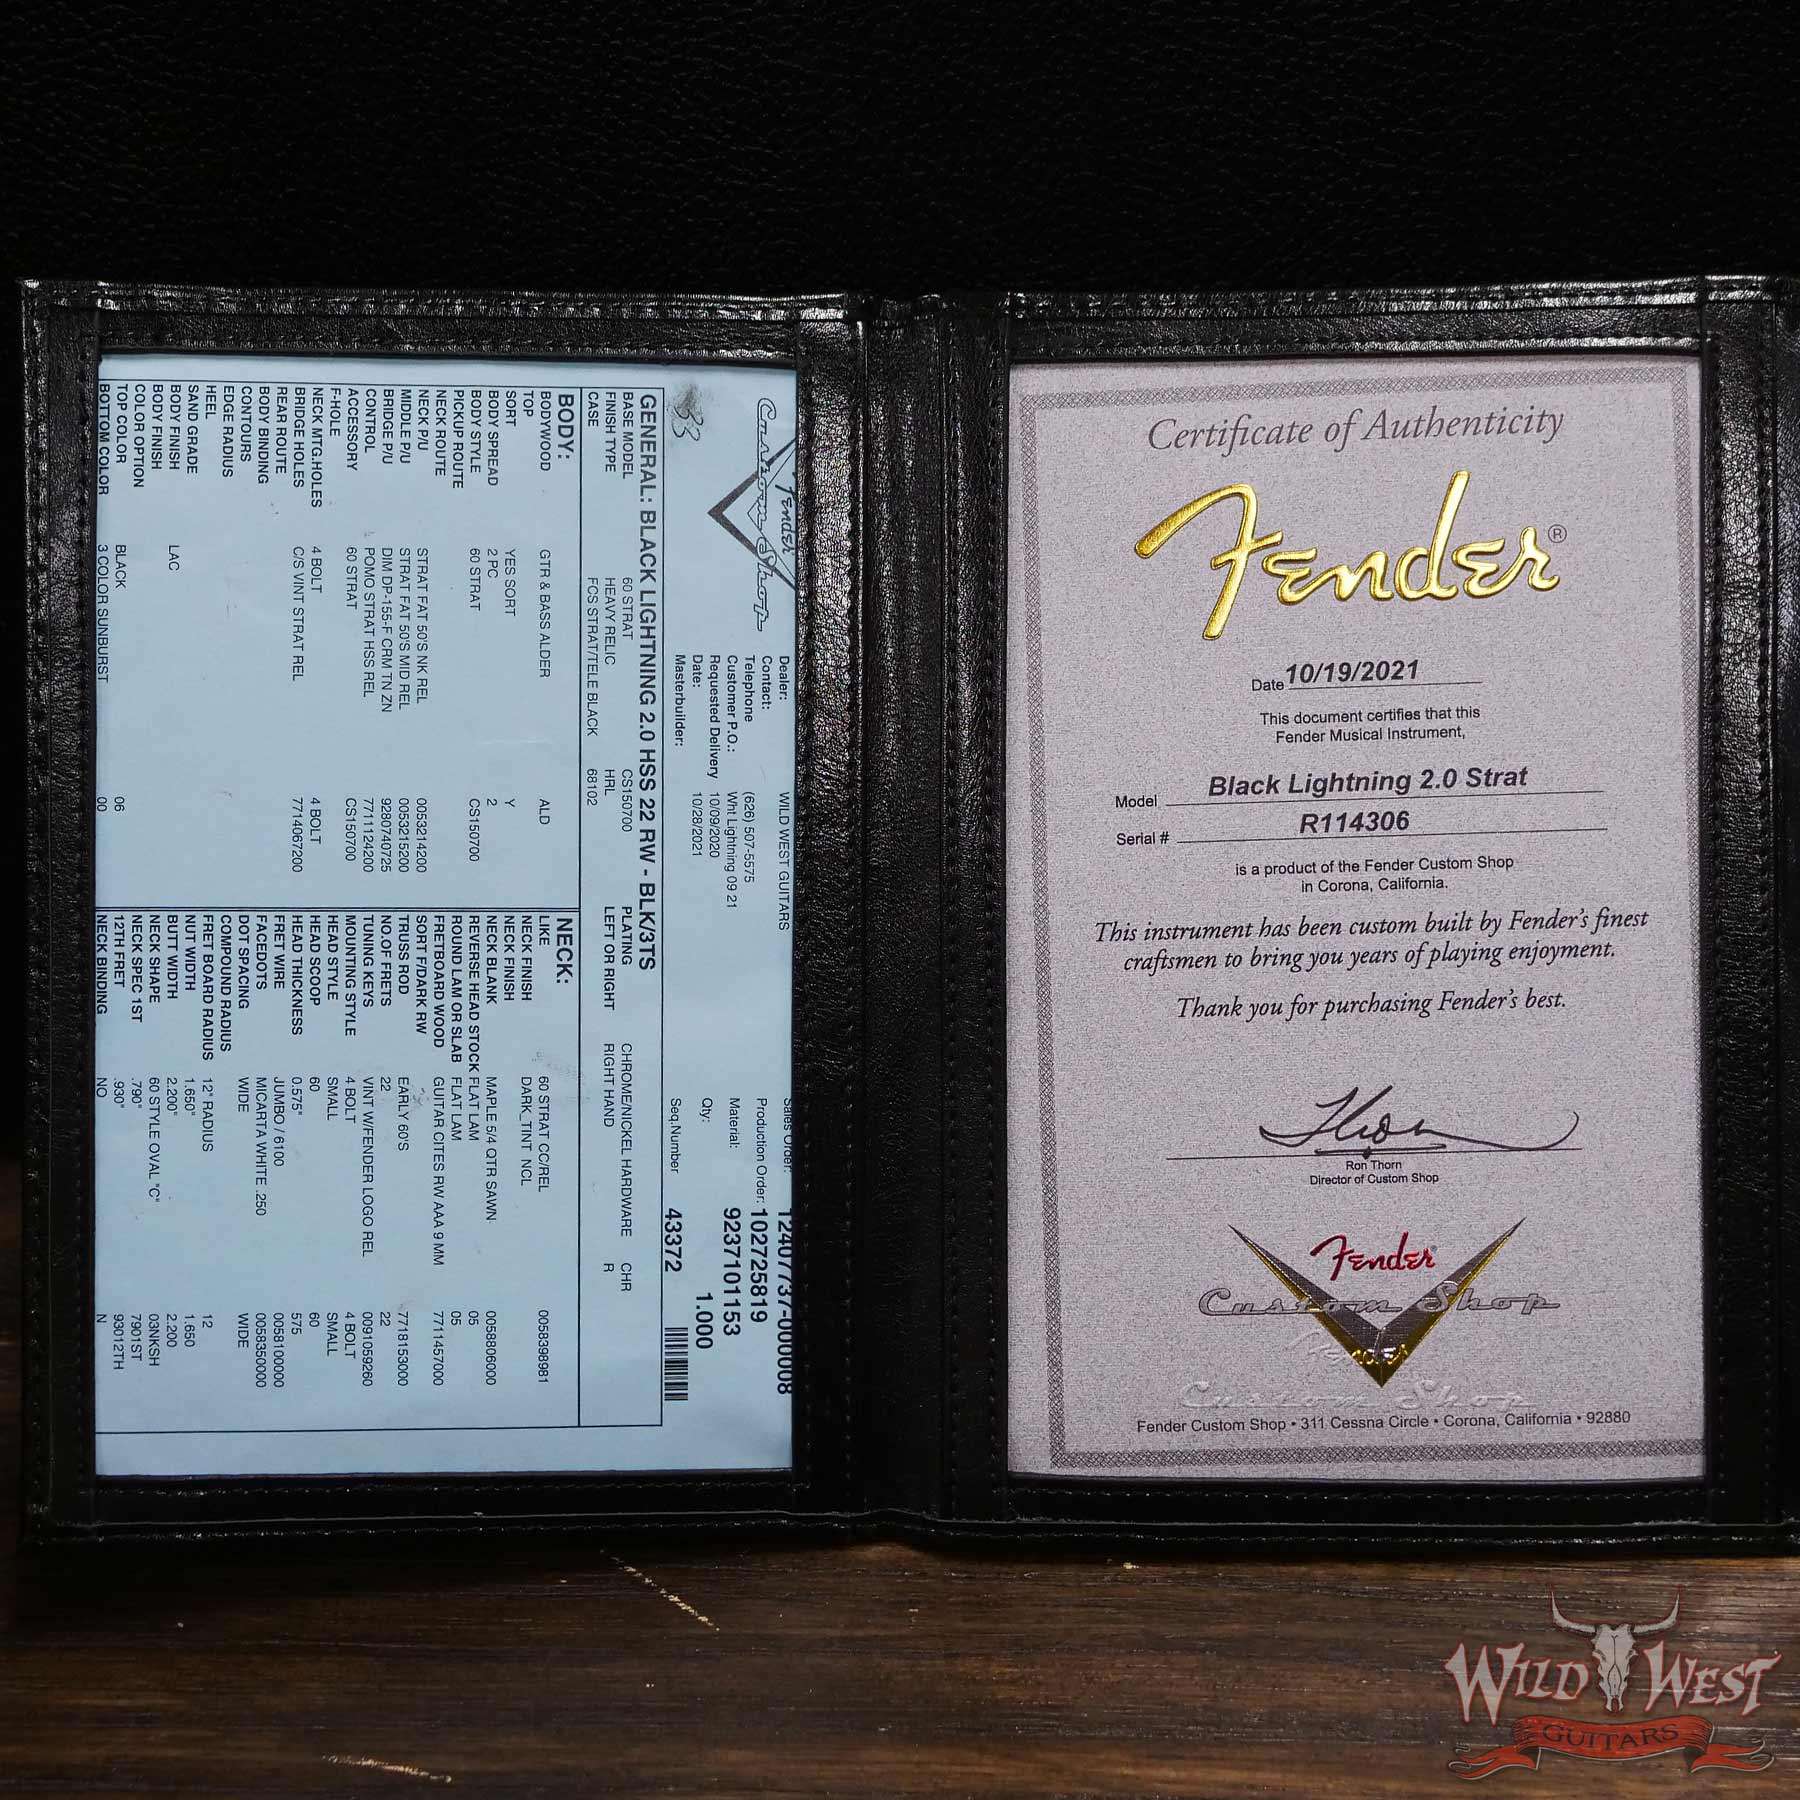 Fender
Custom Shop
33
Dealer: WILD WEST GUITARS
Contact:
Telephone (626) 507-5575
Customer P.O.: Wht Lightning 09 21
Requested Delivery 10/09/2020
Date: 10/28/2021
Masterbuilder:
Sales Order: 12407737-000008
Production Order: 102725819
Material: 9237101153
Qty: 1.000
Seq.Number 43372
GENERAL: BLACK LIGHTNING 2.0 HSS 22 RW - BLK/3TS
BASE MODEL 60 STRAT CS150700 PLATING CHROME/NICKEL HARDWARE CHR
FINISH TYPE HEAVY RELIC HRL LEFT OR RIGHT RIGHT HAND R
CASE FCS STRAT/TELE BLACK 68102
BODY:
BODYWOOD GTR & BASS ALDER ALD
TOP
SORT YES SORT Y
BODY SPREAD 2 PC 2
BODY STYLE 60 STRAT CS150700
PICKUP ROUTE
NECK ROUTE
NECK P/U STRAT FAT 50'S NK REL 0053214200
MIDDLE P/U STRAT FAT 50'S MID REL 0053215200
BRIDGE P/U DIM DP-155-F CRM TN ZN 9280740725
CONTROL POMO STRAT HSS REL 7711124200
ACCESSORY 60 STRAT CS150700
F-HOLE
NECK MTG.HOLES 4 BOLT 4 BOLT
BRIDGE HOLES C/S VINT STRAT REL 7714067200
REAR ROUTE
BODY BINDING
CONTOURS
EDGE RADIUS
HEEL
SAND GRADE
BODY FINISH LAC
BODY FINISH
COLOR OPTION
TOP COLOR BLACK 06
BOTTOM COLOR 3 COLOR SUNBURST 00
NECK:
LIKE 60 STRAT CC/REL 0058398981
NECK FINISH DARK TINT NCL
NECK FINISH
NECK BLANK MAPLE 5/4 QTR SAWN 0058806000
REVERSE HEAD STOCK FLAT LAM 05
ROUND LAM OR SLAB FLAT LAM 05
FRETBOARD WOOD GUITAR CITES RW AAA 9 MM 7711457000
SORT F/DARK RW
TRUSS ROD EARLY 60'S 7718153000
NO.OF FRETS 22 22
TUNING KEYS VINT W/FENDER LOGO REL 0091059260
MOUNTING STYLE 4 BOLT 4 BOLT
HEAD STYLE SMALL SMALL
HEAD SCOOP 60 60
HEAD THICKNESS 0.575" 575
FRET WIRE JUMBO / 6100 0058100000
FACEDOTS MICARTA WHITE .250 0058350000
DOT SPACING WIDE WIDE
COMPOUND RADIUS
FRET BOARD RADIUS 12" RADIUS 12
NUT WIDTH 1.650" 1.650
BUTT WIDTH 2.200" 2.200
NECK SHAPE 60 STYLE OVAL "C" 03NKSH
NECK SPEC 1ST .790" 7901ST
12TH FRET .930" 93012TH
NECK BINDING NO N
Certificate of Authenticity
Fender®
Date 10/19/2021
This document certifies that this
Fender Musical Instrument,
Model Black Lightning 2.0 Strat
Serial # R114306
is a product of the Fender Custom Shop
in Corona, California.
This instrument has been custom built by Fender's finest
craftsmen to bring you years of playing enjoyment.
Thank you for purchasing Fender's best.
Ron Thorn
Director of Custom Shop
Fender
Custom Shop
Fender
Custom Shop
Fender Custom Shop • 311 Cessna Circle • Corona, California • 92880
WILD WEST
GUITARS